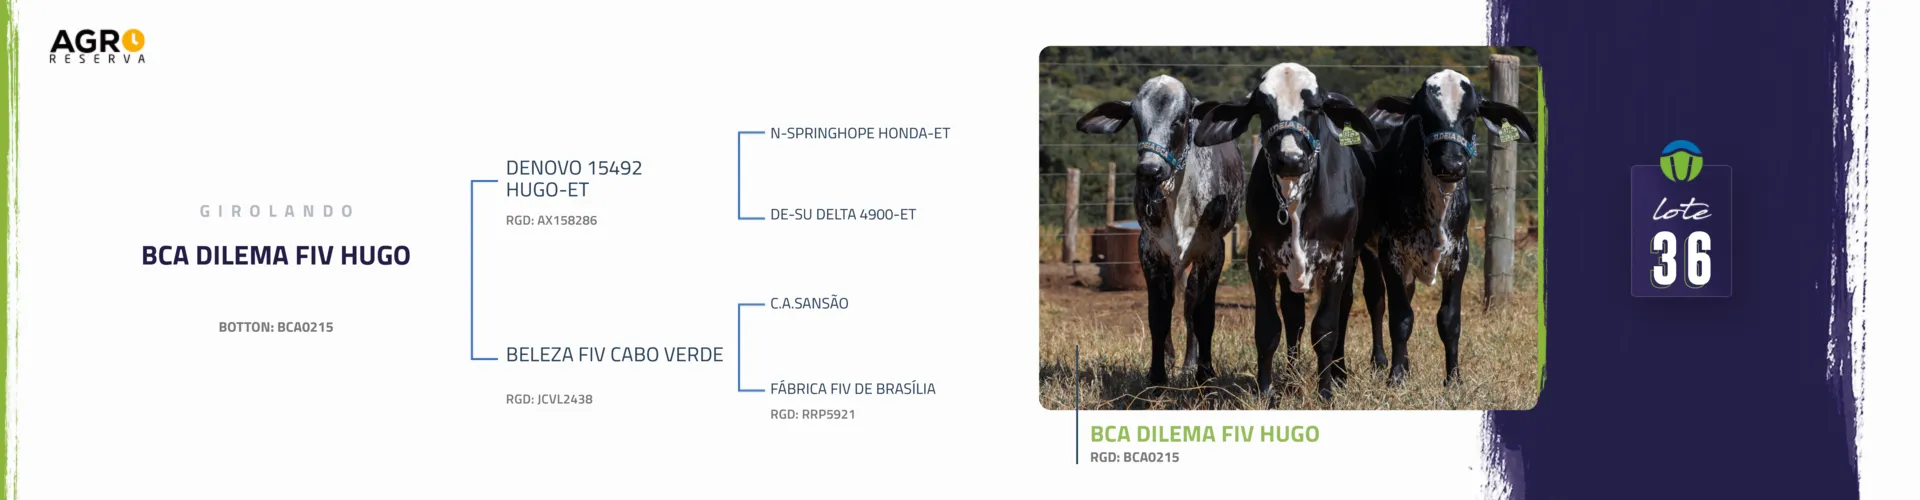 AGRO
RESERVA
GIROLANDO
BCA DILEMA FIV HUGO
BOTTON: BCA0215
DENOVO 15492
HUGO-ET
RGD: AX158286
BELEZA FIV CABO VERDE
RGD: JCVL2438
N-SPRINGHOPE HONDA-ET
DE-SU DELTA 4900-ET
C.A.SANSÃO
FÁBRICA FIV DE BRASÍLIA
RGD: RRP5921
BCA DILEMA FIV HUGO
RGD: BCA0215
lote
36